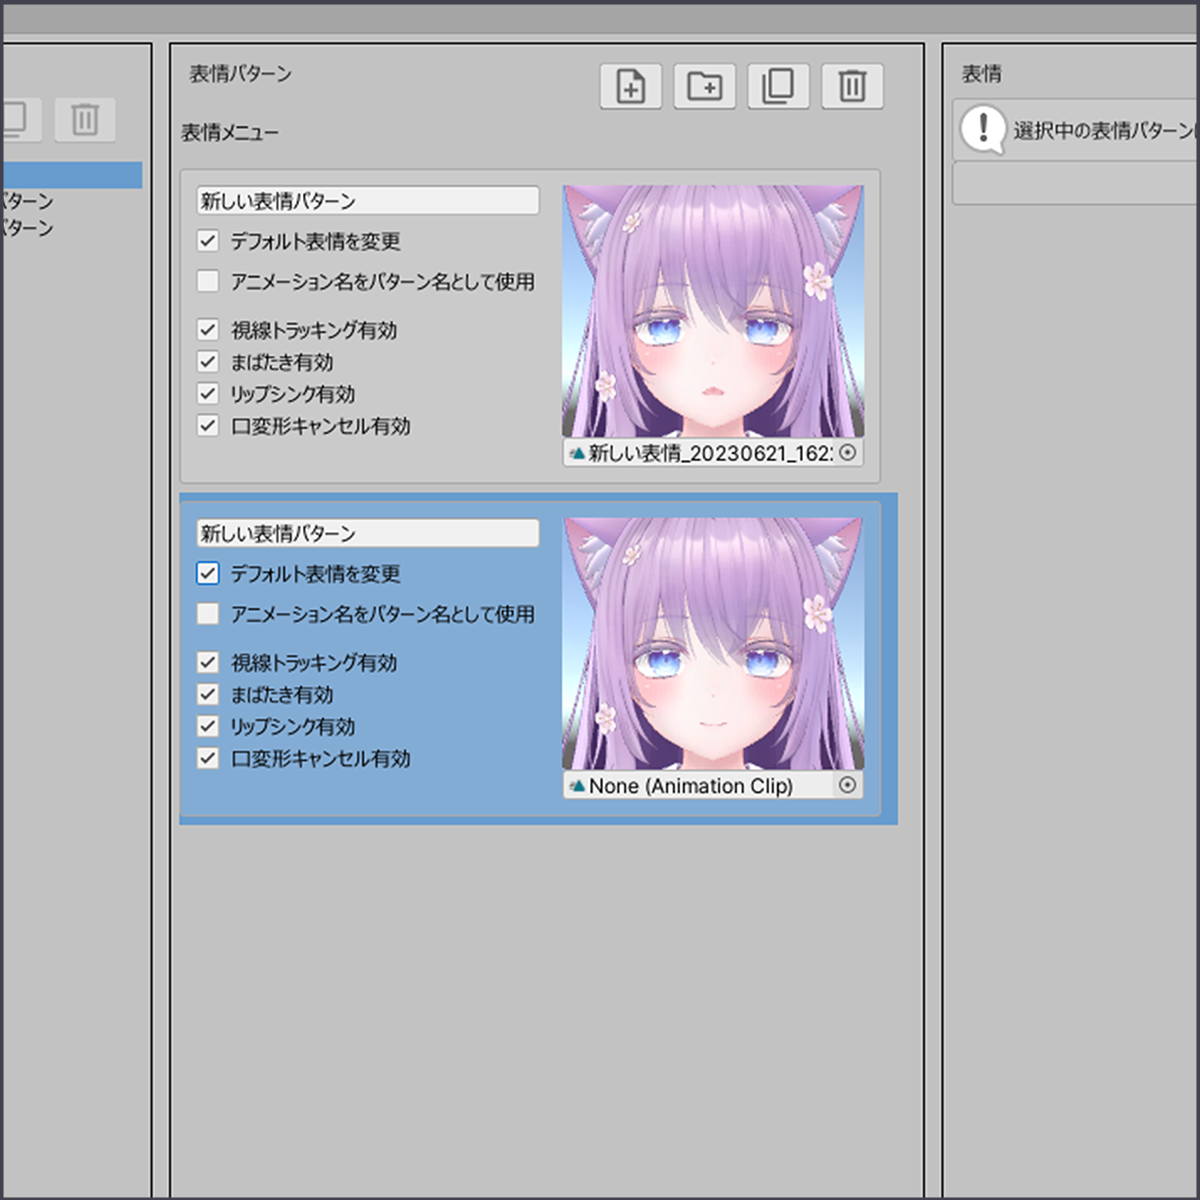 表情パターン
表情メニュー
パターン
パターン
新しい表情パターン
デフォルト表情を変更
アニメーション名をパターン名として使用
視線トラッキング有効
まばたき有効
リップシンク有効
口変形キャンセル有効
新しい表情_20230621_162
新しい表情パターン
デフォルト表情を変更
アニメーション名をパターン名として使用
視線トラッキング有効
まばたき有効
リップシンク有効
口変形キャンセル有効
None (Animation Clip)
表情
選択中の表情パターン